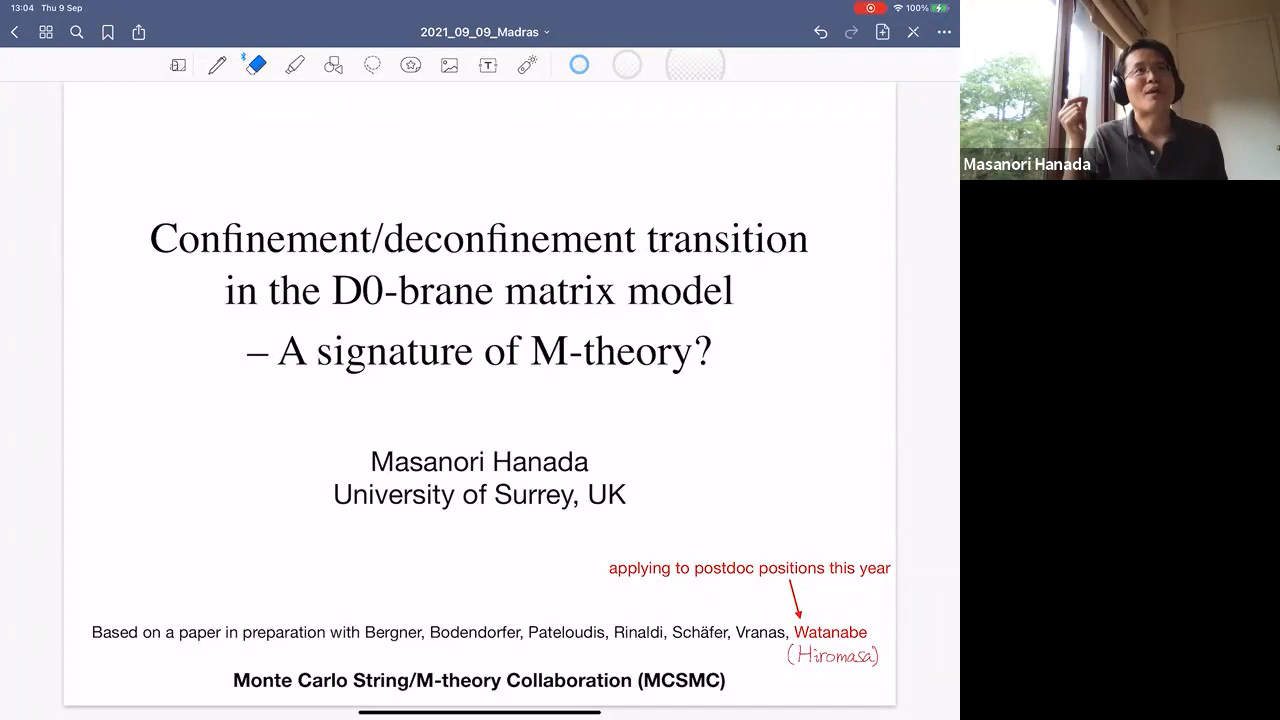 13:04 Thu 9 Sep
100%
2021_09_09_Madras
T
Masanori Hanada
Confinement/deconfinement transition
in the D0-brane matrix model
– A signature of M-theory?
Masanori Hanada
University of Surrey, UK
applying to postdoc positions this year
Based on a paper in preparation with Bergner, Bodendorfer, Pateloudis, Rinaldi, Schäfer, Vranas, Watanabe
(Hiromasa)
Monte Carlo String/M-theory Collaboration (MCSMC)